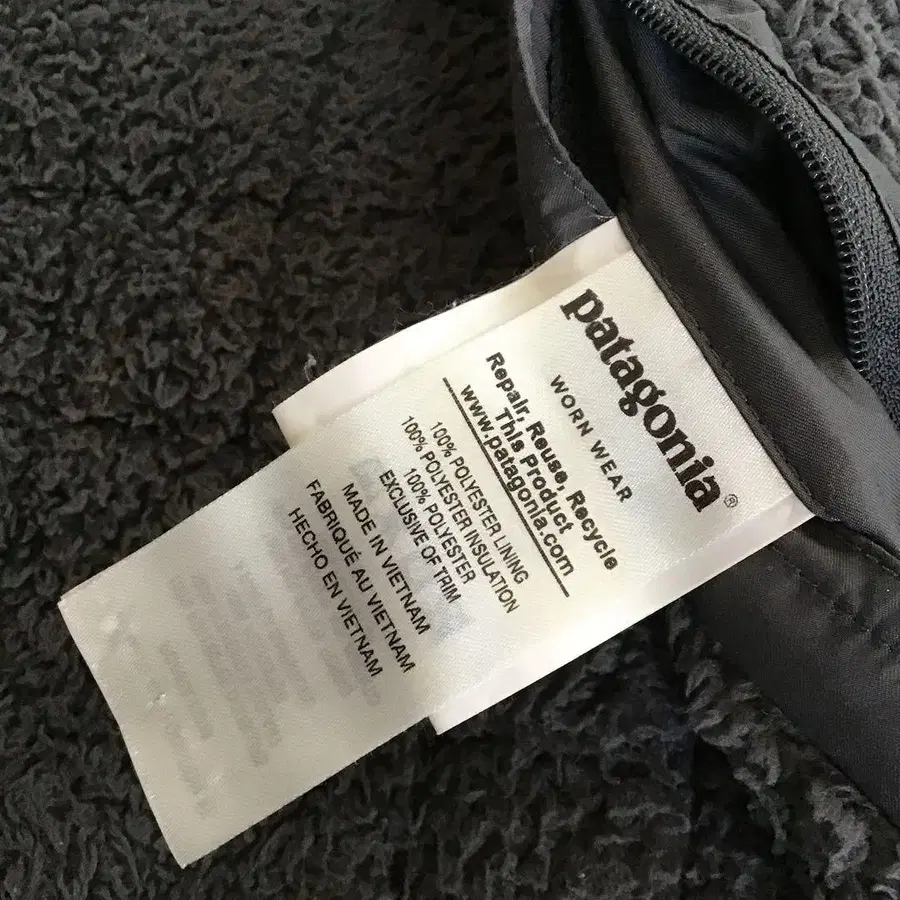 patagonia®
WORN WEAR
Repair, Reuse, Recycle
This Product
www.patagonia.com
100% POLYESTER LINING
100% POLYESTER INSULATION
100% POLYESTER
EXCLUSIVE OF TRIM
MADE IN VIETNAM
FABRIQUÉ AU VIETNAM
HECHO EN VIETNAM